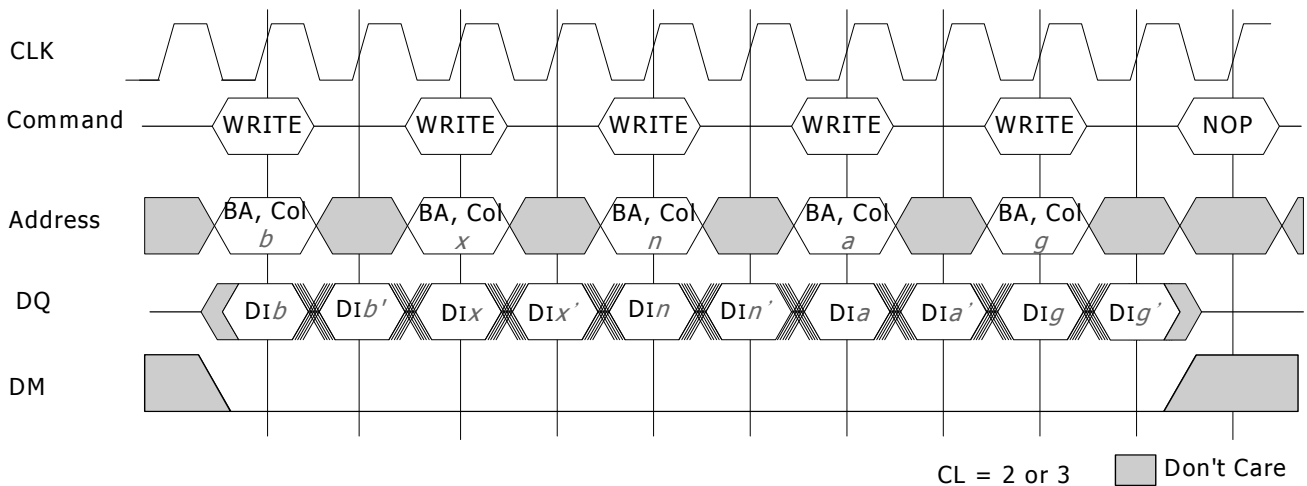 CLK
Command WRITE WRITE WRITE WRITE WRITE NOP
Address BA, Col b BA, Col x BA, Col n BA, Col a BA, Col g
DQ DIb DIb' DIx DIx’ DIn DIn’ DIa DIa’ DIg DIg’
DM
CL = 2 or 3 Don't Care